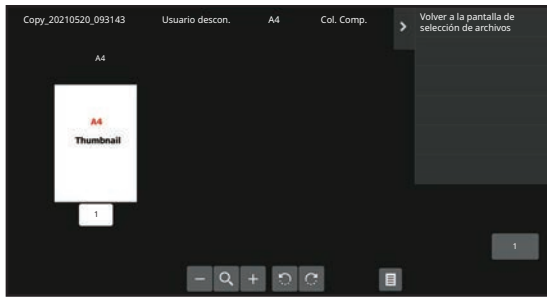 Copy_20210520_093143 Usuario descon. A4 Col. Comp.
Volver a la pantalla de
selección de archivos
A4
A4
Thumbnail
1
1